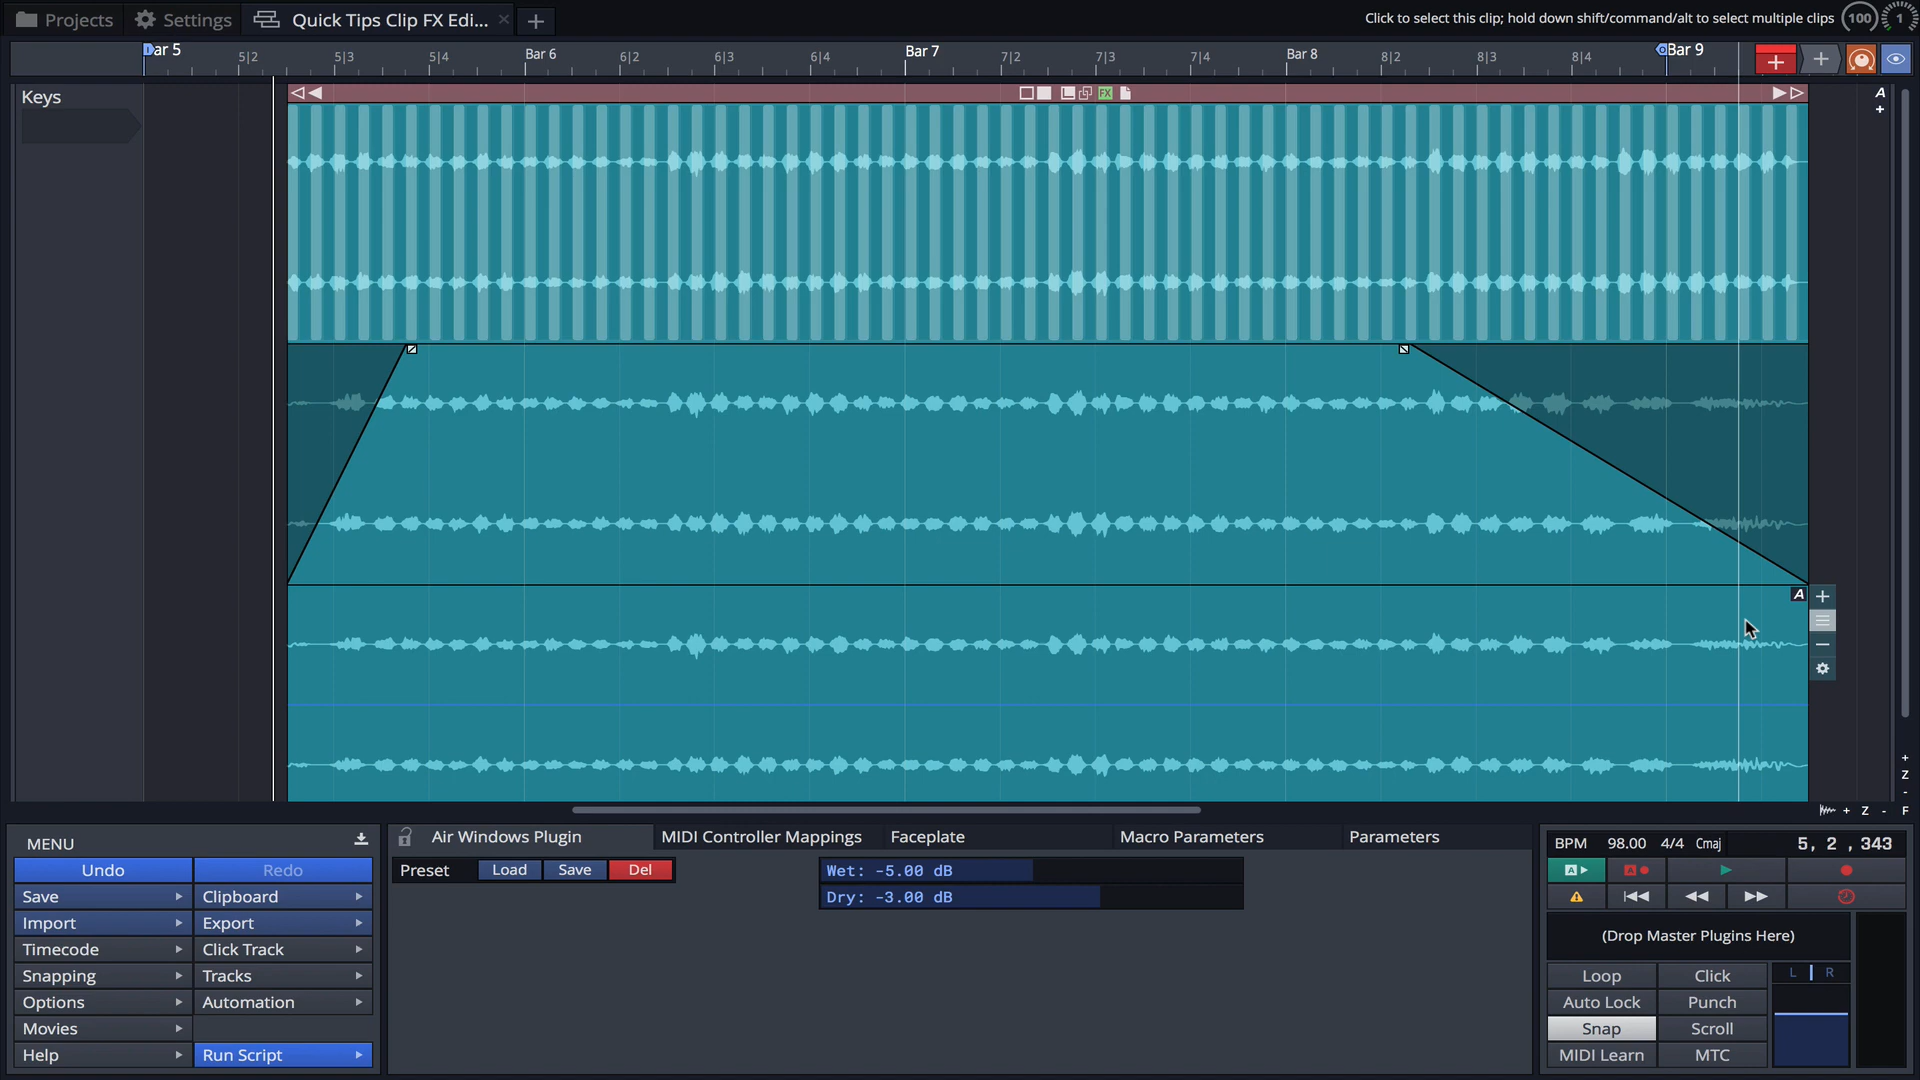 Projects
Settings
Quick Tips Clip FX Edi...
Click to select this clip; hold down shift/command/alt to select multiple clips
100
1
ar 5
5|2
5|3
5|4
Bar 6
6|2
6|3
6|4
Bar 7
7|2
7|3
7|4
Bar 8
8|2
8|3
8|4
Bar 9
Keys
FX
A
+
A
+
Z
-
+ Z - F
MENU
Undo
Redo
Save
Clipboard
Import
Export
Timecode
Click Track
Snapping
Tracks
Options
Automation
Movies
Help
Run Script
Air Windows Plugin
MIDI Controller Mappings
Faceplate
Macro Parameters
Parameters
Preset
Load
Save
Del
Wet: -5.00 dB
Dry: -3.00 dB
BPM 98.00 4/4 Cmaj
5, 2 , 343
A
A
(Drop Master Plugins Here)
Loop
Click
L R
Auto Lock
Punch
Snap
Scroll
MIDI Learn
MTC